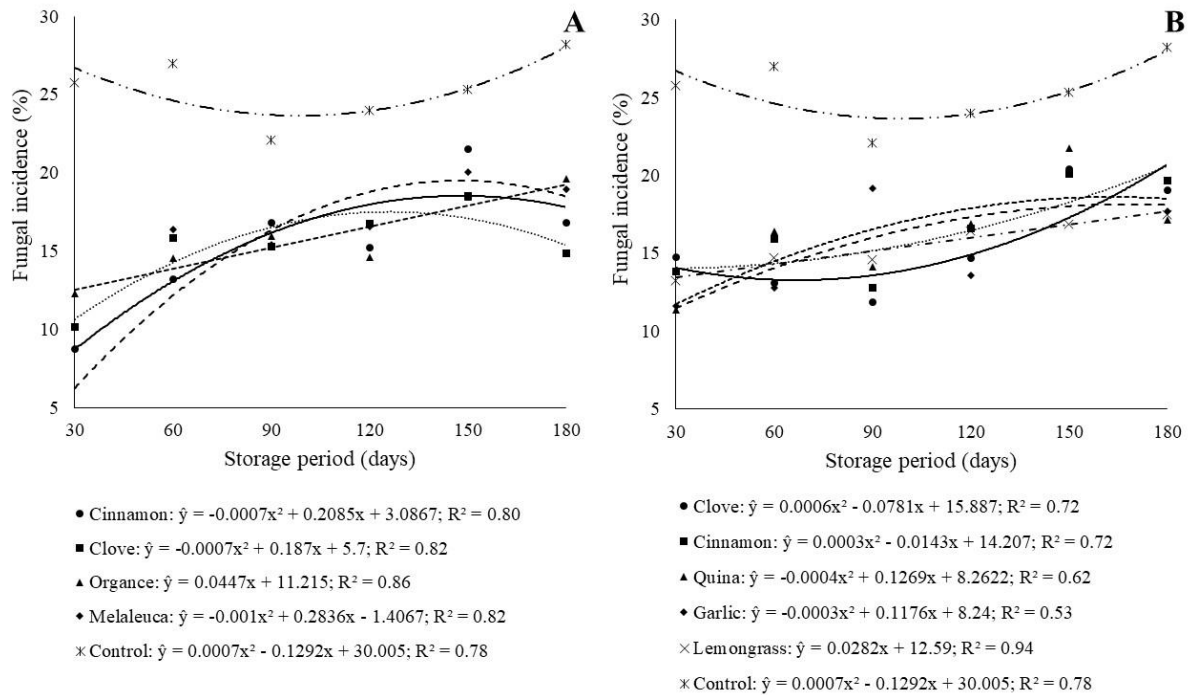 A
Fungal incidence (%)
30
25
20
15
10
5
30 60 90 120 150 180
Storage period (days)
● Cinnamon: ŷ = -0.0007x² + 0.2085x + 3.0867; R² = 0.80
■ Clove: ŷ = -0.0007x² + 0.187x + 5.7; R² = 0.82
▲ Organce: ŷ = 0.0447x + 11.215; R² = 0.86
◆ Melaleuca: ŷ = -0.001x² + 0.2836x - 1.4067; R² = 0.82
✳ Control: ŷ = 0.0007x² - 0.1292x + 30.005; R² = 0.78
B
Fungal incidence (%)
30
25
20
15
10
5
30 60 90 120 150 180
Storage period (days)
● Clove: ŷ = 0.0006x² - 0.0781x + 15.887; R² = 0.72
■ Cinnamon: ŷ = 0.0003x² - 0.0143x + 14.207; R² = 0.72
▲ Quina: ŷ = -0.0004x² + 0.1269x + 8.2622; R² = 0.62
◆ Garlic: ŷ = -0.0003x² + 0.1176x + 8.24; R² = 0.53
× Lemongrass: ŷ = 0.0282x + 12.59; R² = 0.94
✳ Control: ŷ = 0.0007x² - 0.1292x + 30.005; R² = 0.78